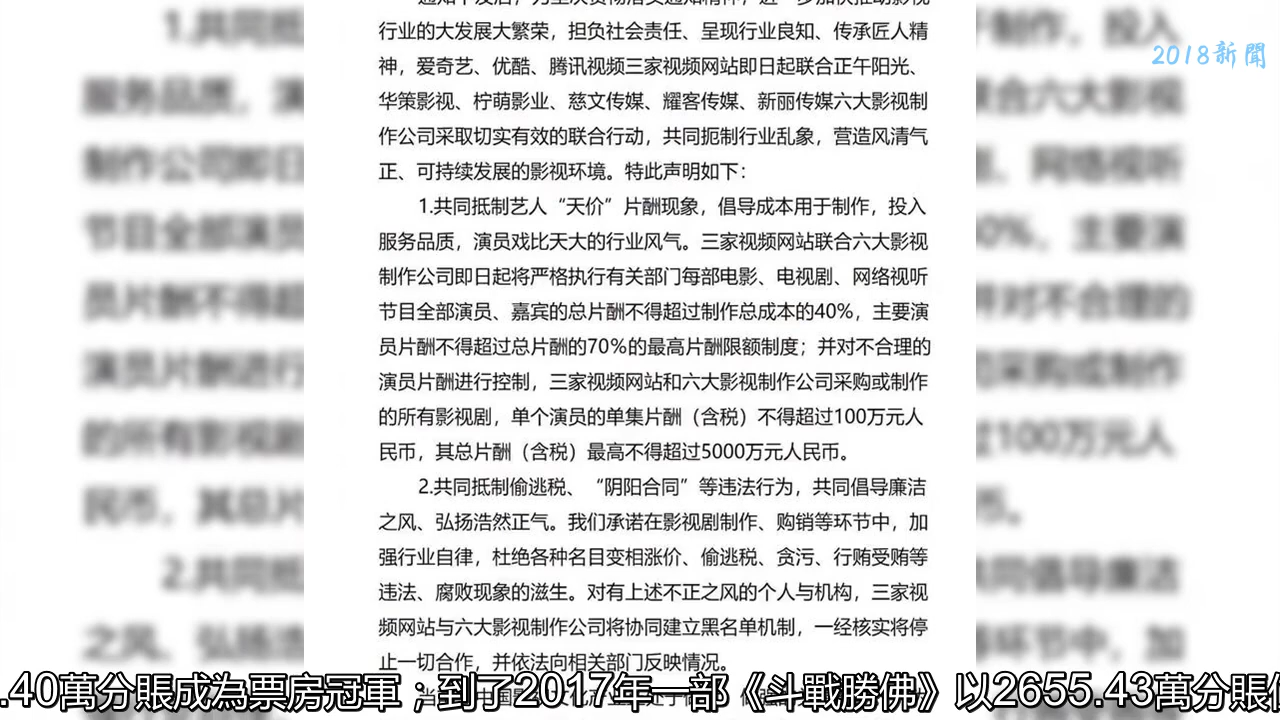 通知下发后，为坚决贯彻落实通知精神，进一步加快推动影视
行业的大发展大繁荣，担负社会责任、呈现行业良知、传承匠人精
神，爱奇艺、优酷、腾讯视频三家视频网站即日起联合正午阳光、
华策影视、柠萌影业、慈文传媒、耀客传媒、新丽传媒六大影视制
作公司采取切实有效的联合行动，共同扼制行业乱象，营造风清气
正、可持续发展的影视环境。特此声明如下：
1.共同抵制艺人“天价”片酬现象，倡导成本用于制作，投入
服务品质，演员戏比天大的行业风气。三家视频网站联合六大影视
制作公司即日起将严格执行有关部门每部电影、电视剧、网络视听
节目全部演员、嘉宾的总片酬不得超过制作总成本的40%，主要演
员片酬不得超过总片酬的70%的最高片酬限额制度；并对不合理的
演员片酬进行控制，三家视频网站和六大影视制作公司采购或制作
的所有影视剧，单个演员的单集片酬（含税）不得超过100万元人
民币，其总片酬（含税）最高不得超过5000万元人民币。
2.共同抵制偷逃税、“阴阳合同”等违法行为，共同倡导廉洁
之风、弘扬浩然正气。我们承诺在影视剧制作、购销等环节中，加
强行业自律，杜绝各种名目变相涨价、偷逃税、贪污、行贿受贿等
违法、腐败现象的滋生。对有上述不正之风的个人与机构，三家视
频网站与六大影视制作公司将协同建立黑名单机制，一经核实将停
止一切合作，并依法向相关部门反映情况。
2018新聞
.40萬分賬成為票房冠軍；到了2017年一部《斗戰勝佛》以2655.43萬分賬